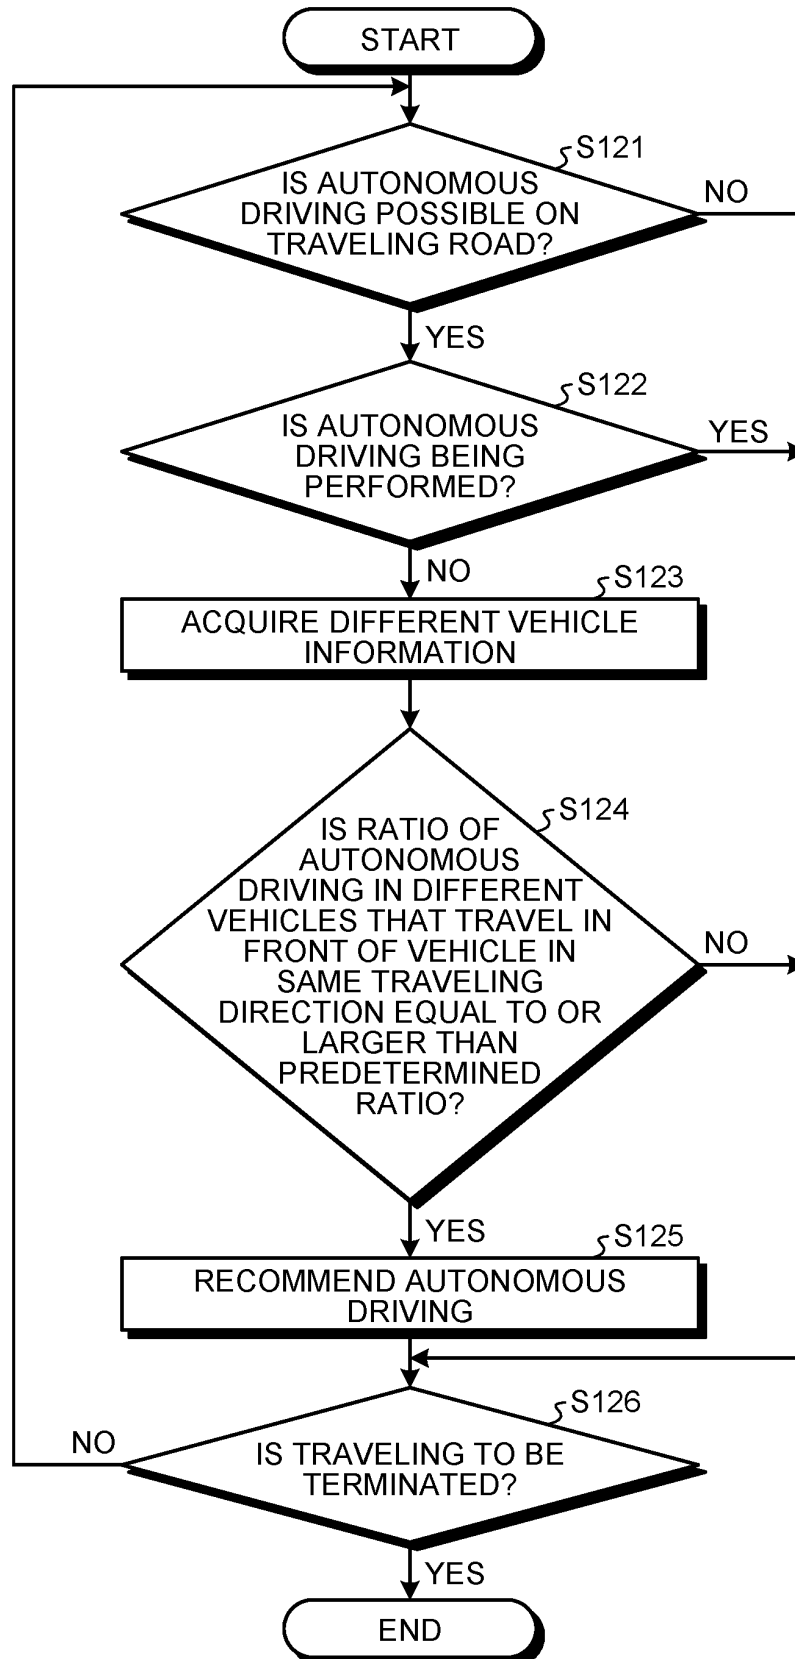 START
S121
IS AUTONOMOUS
DRIVING POSSIBLE ON
TRAVELING ROAD?
NO
YES
S122
IS AUTONOMOUS
DRIVING BEING
PERFORMED?
YES
NO
S123
ACQUIRE DIFFERENT VEHICLE
INFORMATION
S124
IS RATIO OF
AUTONOMOUS
DRIVING IN DIFFERENT
VEHICLES THAT TRAVEL IN
FRONT OF VEHICLE IN
SAME TRAVELING
DIRECTION EQUAL TO OR
LARGER THAN
PREDETERMINED
RATIO?
NO
YES
S125
RECOMMEND AUTONOMOUS
DRIVING
S126
NO
IS TRAVELING TO BE
TERMINATED?
YES
END